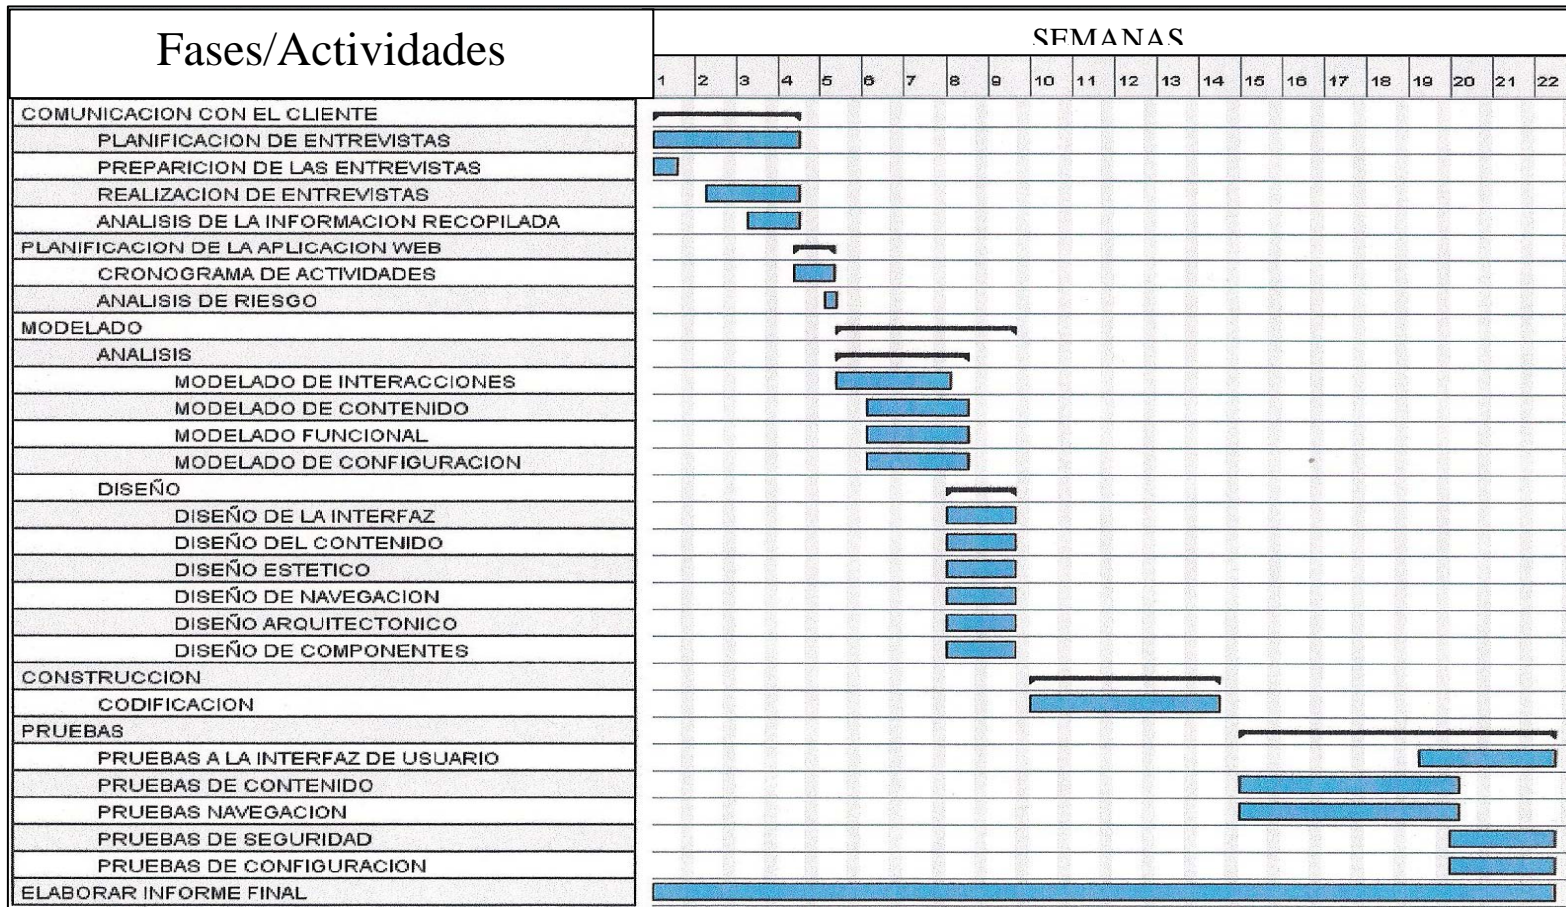 Fases/Actividades
SEMANAS
1 2 3 4 5 6 7 8 9 10 11 12 13 14 15 16 17 18 19 20 21 22
COMUNICACION CON EL CLIENTE
PLANIFICACION DE ENTREVISTAS
PREPARICION DE LAS ENTREVISTAS
REALIZACION DE ENTREVISTAS
ANALISIS DE LA INFORMACION RECOPILADA
PLANIFICACION DE LA APLICACION WEB
CRONOGRAMA DE ACTIVIDADES
ANALISIS DE RIESGO
MODELADO
ANALISIS
MODELADO DE INTERACCIONES
MODELADO DE CONTENIDO
MODELADO FUNCIONAL
MODELADO DE CONFIGURACION
DISEÑO
DISEÑO DE LA INTERFAZ
DISEÑO DEL CONTENIDO
DISEÑO ESTETICO
DISEÑO DE NAVEGACION
DISEÑO ARQUITECTONICO
DISEÑO DE COMPONENTES
CONSTRUCCION
CODIFICACION
PRUEBAS
PRUEBAS A LA INTERFAZ DE USUARIO
PRUEBAS DE CONTENIDO
PRUEBAS NAVEGACION
PRUEBAS DE SEGURIDAD
PRUEBAS DE CONFIGURACION
ELABORAR INFORME FINAL